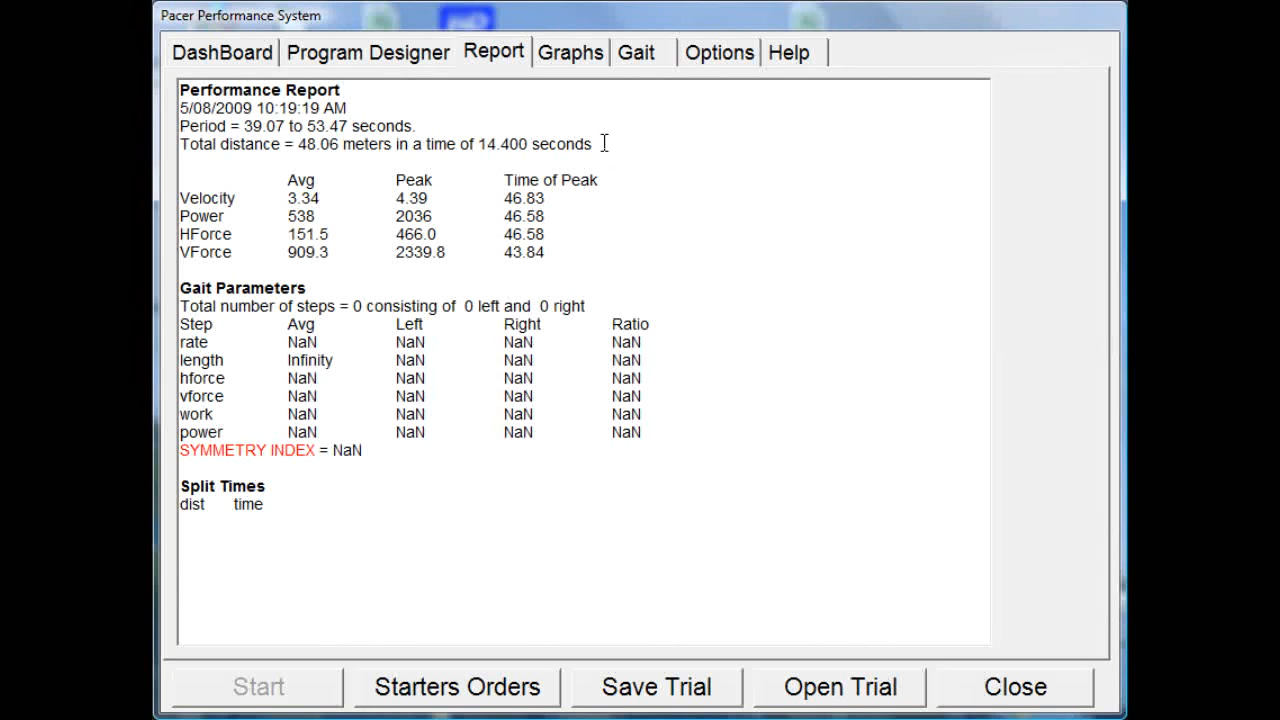 Pacer Performance System
DashBoard Program Designer Report Graphs Gait Options Help
Performance Report
5/08/2009 10:19:19 AM
Period = 39.07 to 53.47 seconds.
Total distance = 48.06 meters in a time of 14.400 seconds
Avg Peak Time of Peak
Velocity 3.34 4.39 46.83
Power 538 2036 46.58
HForce 151.5 466.0 46.58
VForce 909.3 2339.8 43.84
Gait Parameters
Total number of steps = 0 consisting of 0 left and 0 right
Step Avg Left Right Ratio
rate NaN NaN NaN NaN
length Infinity NaN NaN NaN
hforce NaN NaN NaN NaN
vforce NaN NaN NaN NaN
work NaN NaN NaN NaN
power NaN NaN NaN NaN
SYMMETRY INDEX = NaN
Split Times
dist time
Start Starters Orders Save Trial Open Trial Close